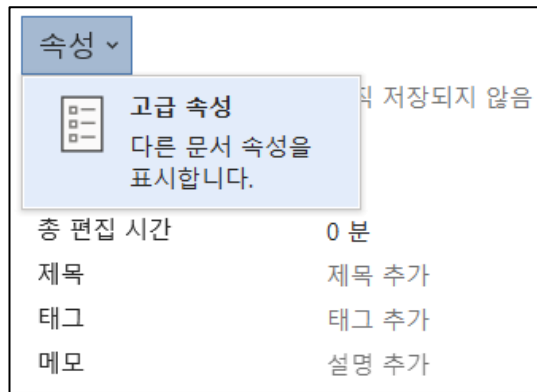 속성
고급 속성
다른 문서 속성을
표시합니다.
저장되지 않음
총 편집 시간 0 분
제목 제목 추가
태그 태그 추가
메모 설명 추가